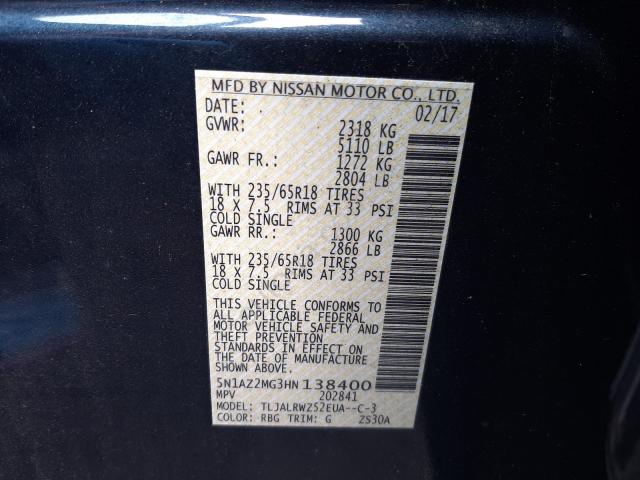 MFD BY NISSAN MOTOR CO., LTD.
DATE: 02/17
GVWR: 2318 KG
5110 LB
GAWR FR.: 1272 KG
2804 LB
WITH 235/65R18 TIRES
18 X 7.5 RIMS AT 33 PSI
COLD SINGLE
GAWR RR.: 1300 KG
2866 LB
WITH 235/65R18 TIRES
18 X 7.5 RIMS AT 33 PSI
COLD SINGLE
THIS VEHICLE CONFORMS TO
ALL APPLICABLE FEDERAL
MOTOR VEHICLE SAFETY AND
THEFT PREVENTION
STANDARDS IN EFFECT ON
THE DATE OF MANUFACTURE
SHOWN ABOVE.
5N1AZ2MG3HN138400
MPV 202841
MODEL: TLJALRWZ52EUA--C-3
COLOR: RBG TRIM: G ZS30A